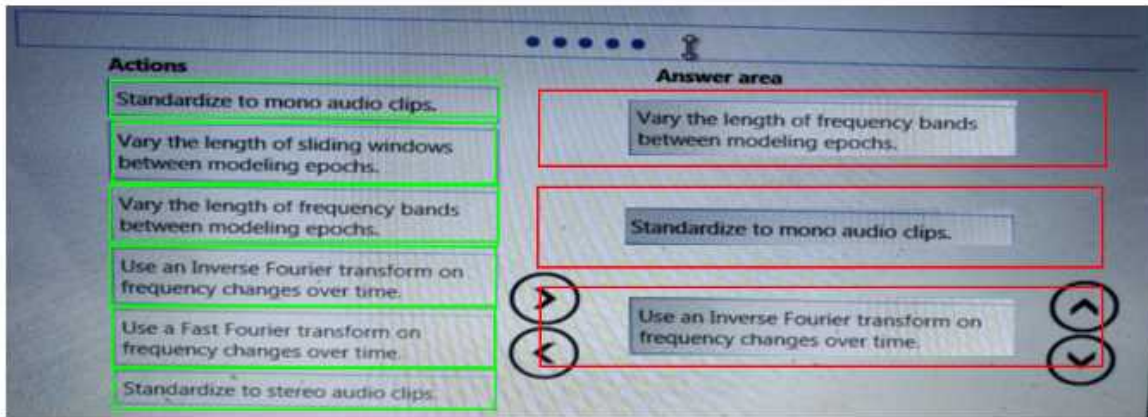 Actions
Standardize to mono audio clips.
Vary the length of sliding windows
between modeling epochs.
Vary the length of frequency bands
between modeling epochs.
Use an Inverse Fourier transform on
frequency changes over time.
Use a Fast Fourier transform on
frequency changes over time.
Standardize to stereo audio clips.
Answer area
Vary the length of frequency bands
between modeling epochs.
Standardize to mono audio clips.
Use an Inverse Fourier transform on
frequency changes over time.